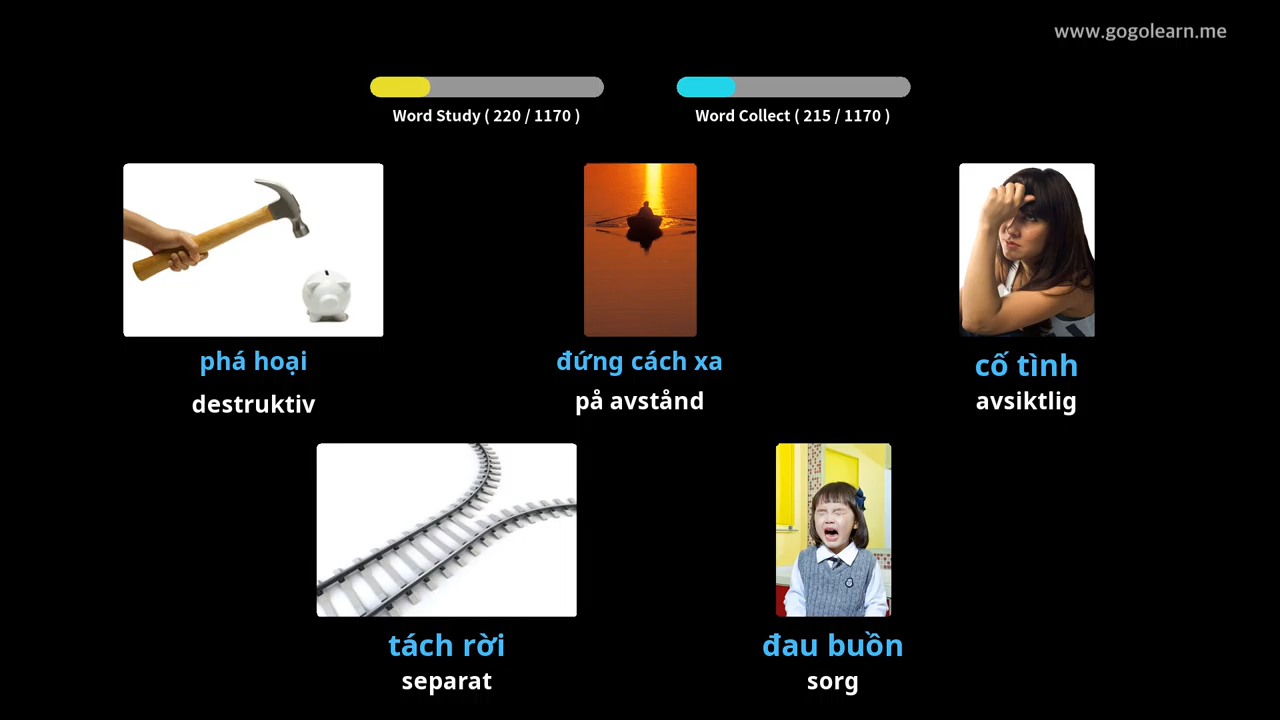 www.gogolearn.me
Word Study ( 220 / 1170 )
Word Collect ( 215 / 1170 )
phá hoại
destruktiv
đứng cách xa
på avstånd
cố tình
avsiktlig
tách rời
separat
đau buồn
sorg